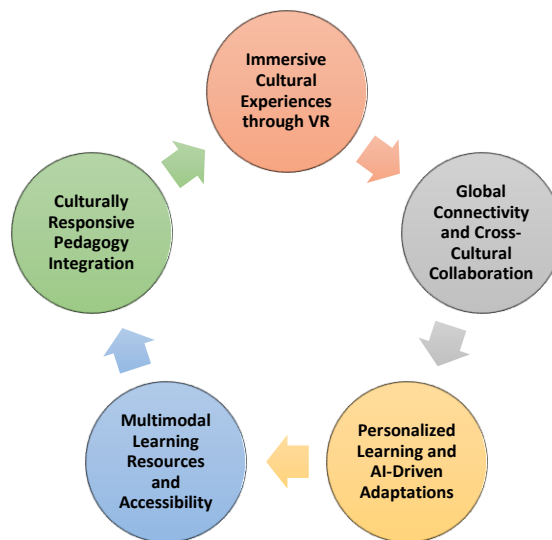 Immersive
Cultural
Experiences
through VR
Global
Connectivity
and Cross-
Cultural
Collaboration
Personalized
Learning and
AI-Driven
Adaptations
Multimodal
Learning
Resources
and
Accessibility
Culturally
Responsive
Pedagogy
Integration